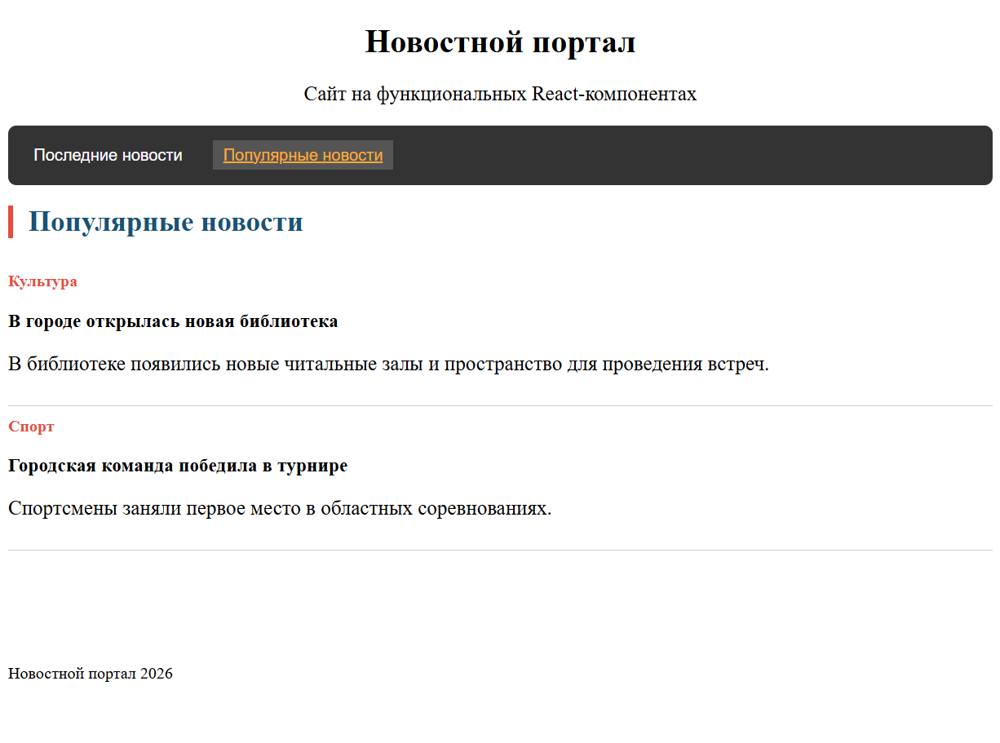 Новостной портал
Сайт на функциональных React-компонентах
Последние новости Популярные новости
Популярные новости
Культура
В городе открылась новая библиотека
В библиотеке появились новые читальные залы и пространство для проведения встреч.
Спорт
Городская команда победила в турнире
Спортсмены заняли первое место в областных соревнованиях.
Новостной портал 2026